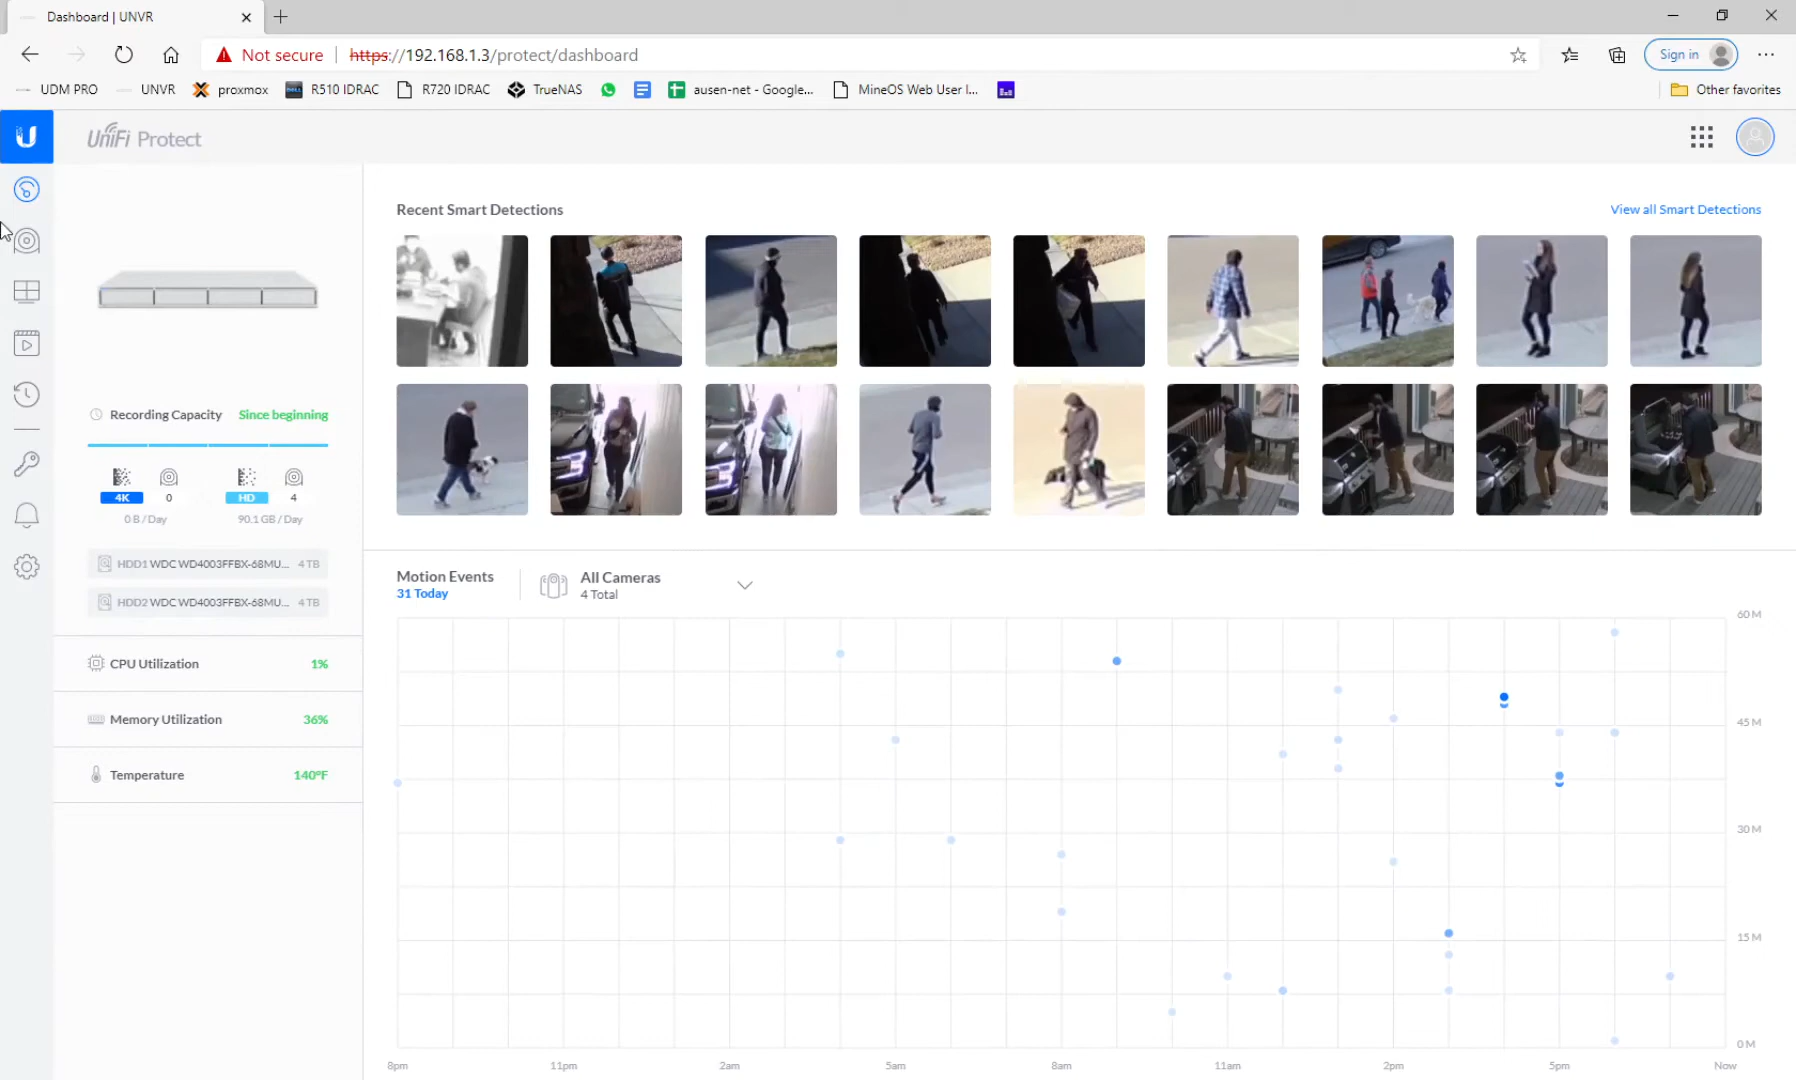 Dashboard | UNVR
Not secure | https://192.168.1.3/protect/dashboard
Sign in
UDM PRO
UNVR
proxmox
R510 IDRAC
R720 IDRAC
TrueNAS
ausen-net - Google...
MineOS Web User I...
Other favorites
UniFi Protect
Recent Smart Detections
View all Smart Detections
Recording Capacity
Since beginning
4K
0
HD
4
0 B / Day
90.1 GB / Day
HDD1 WDC WD4003FFBX-68MU... 4 TB
HDD2 WDC WD4003FFBX-68MU... 4 TB
CPU Utilization 1%
Memory Utilization 36%
Temperature 140°F
Motion Events
31 Today
All Cameras
4 Total
60 M
45 M
30 M
15 M
0 M
8pm
11pm
2am
5am
8am
11am
2pm
5pm
Now